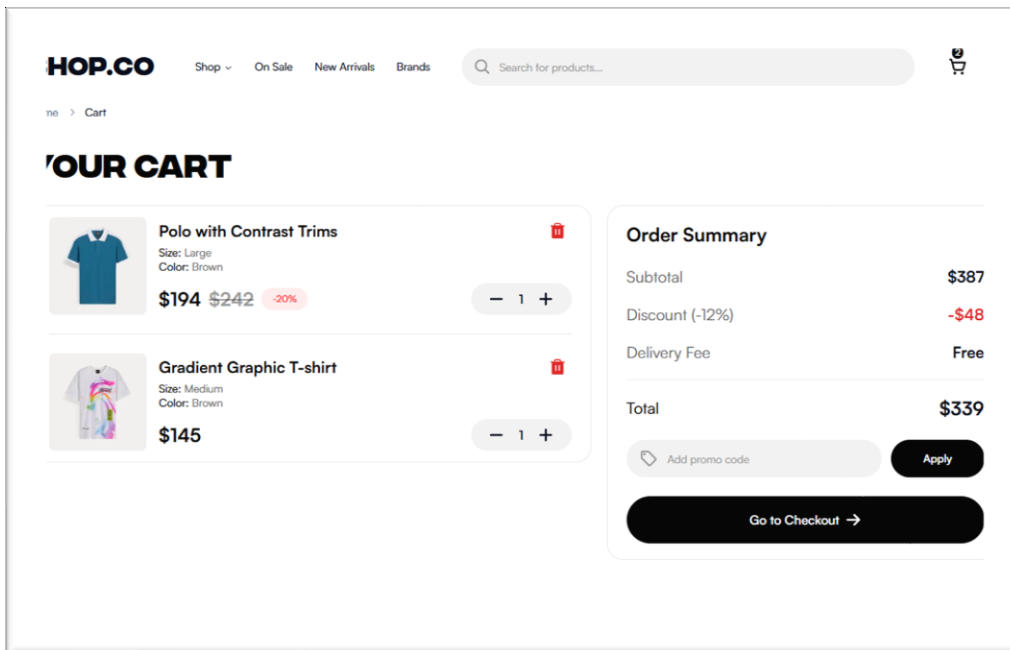 HOP.CO Shop On Sale New Arrivals Brands Search for products... 2
me > Cart
YOUR CART
Polo with Contrast Trims
Size: Large
Color: Brown
$194 $242 -20%
− 1 +
Gradient Graphic T-shirt
Size: Medium
Color: Brown
$145
− 1 +
Order Summary
Subtotal $387
Discount (-12%) -$48
Delivery Fee Free
Total $339
Add promo code Apply
Go to Checkout →